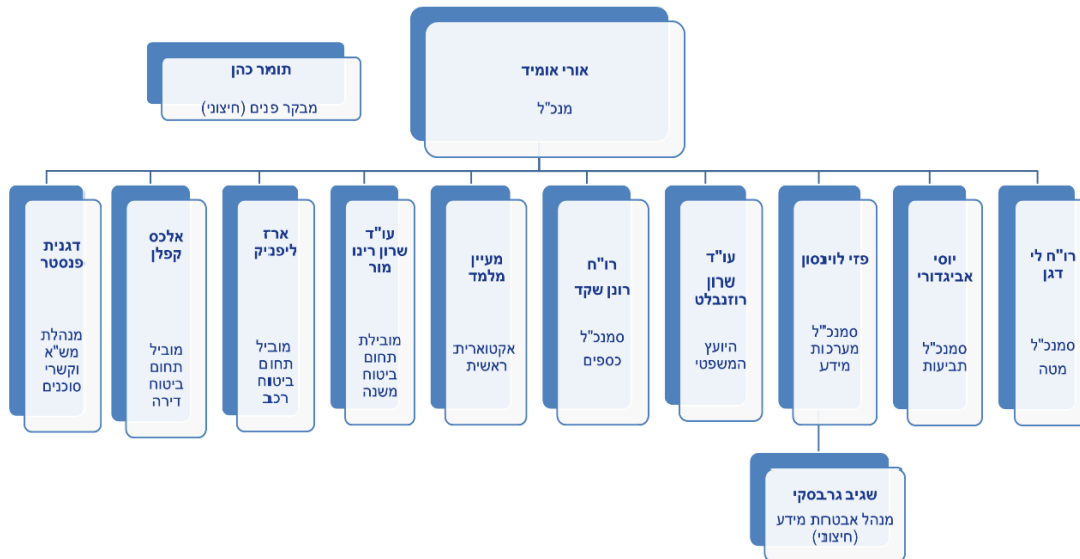 אורי אומיד
מנכ"ל
תומר כהן
מבקר פנים (חיצוני)
רו"ח לי
דגן
סמנכ"ל
מטה
יוסי
אביגדורי
סמנכ"ל
תביעות
פזי לוינסון
סמנכ"ל
מערכות
מידע
עו"ד
שרון
רוזנבלט
היועץ
המשפטי
רו"ח
רונן שקד
סמנכ"ל
כספים
מעיין
מלמד
אקטוארית
ראשית
עו"ד
שרון רינו
מור
מובילת
תחום
ביטוח
משנה
ארז
ליפניק
מוביל
תחום
ביטוח
רכב
אלכס
קפלן
מוביל
תחום
ביטוח
דירה
דגנית
פנסטר
מנהלת
מש"א
וקשרי
סוכנים
שגיב גרבסקי
מנהל אבטחת מידע
(חיצוני)